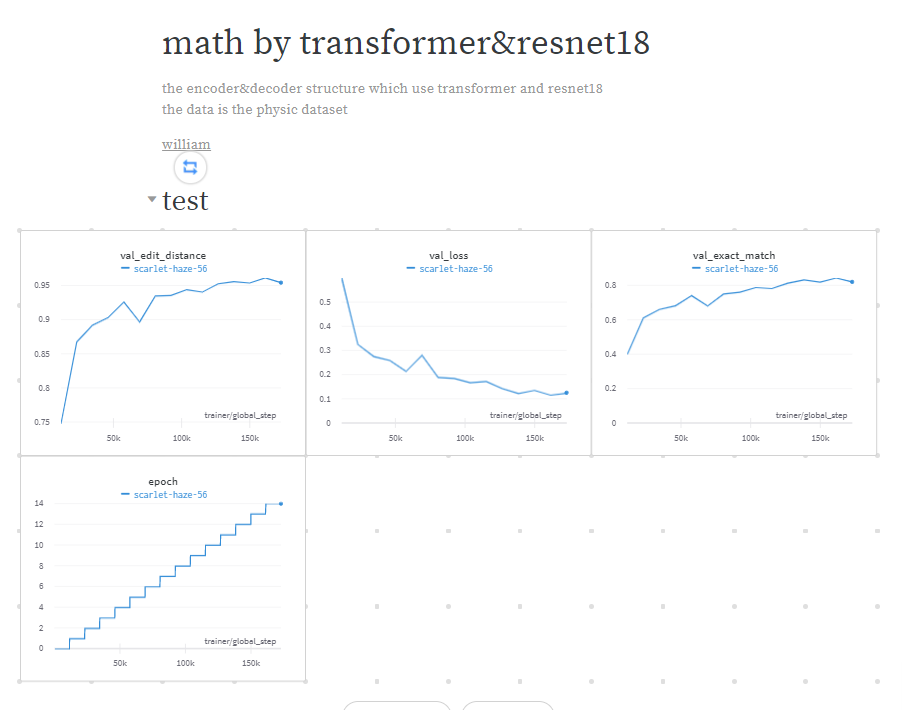 math by transformer&resnet18
the encoder&decoder structure which use transformer and resnet18
the data is the physic dataset
william
test
val_edit_distance
scarlet-haze-56
0.95
0.9
0.85
0.8
0.75
trainer/global_step
50k
100k
150k
val_loss
scarlet-haze-56
0.5
0.4
0.3
0.2
0.1
0
trainer/global_step
50k
100k
150k
val_exact_match
scarlet-haze-56
0.8
0.6
0.4
0.2
0
trainer/global_step
50k
100k
150k
epoch
scarlet-haze-56
14
12
10
8
6
4
2
0
trainer/global_step
50k
100k
150k